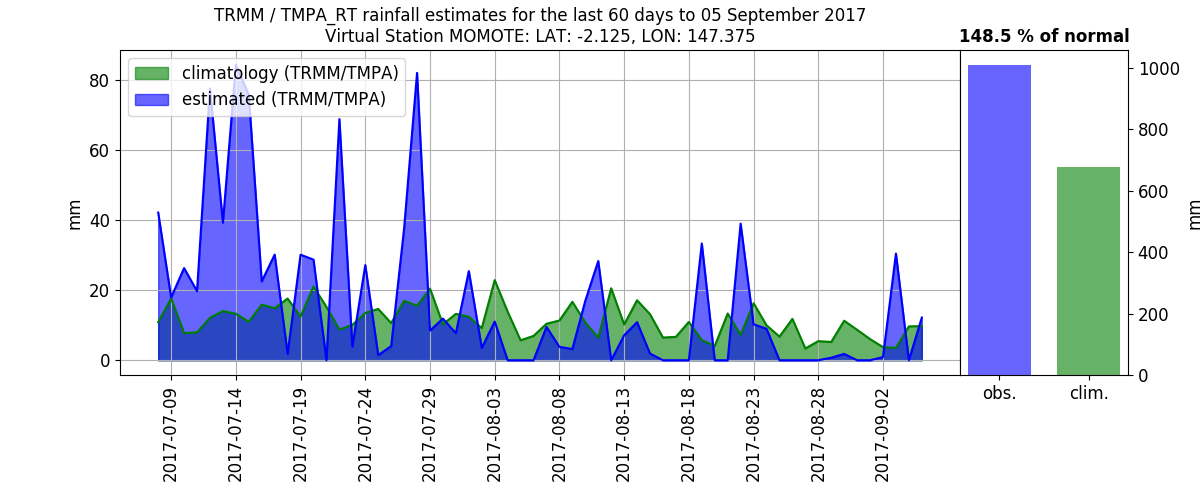 TRMM / TMPA_RT rainfall estimates for the last 60 days to 05 September 2017
Virtual Station MOMOTE: LAT: -2.125, LON: 147.375
148.5 % of normal
climatology (TRMM/TMPA)
estimated (TRMM/TMPA)
mm
80
60
40
20
0
2017-07-09
2017-07-14
2017-07-19
2017-07-24
2017-07-29
2017-08-03
2017-08-08
2017-08-13
2017-08-18
2017-08-23
2017-08-28
2017-09-02
1000
800
600
400
200
0
mm
obs.
clim.